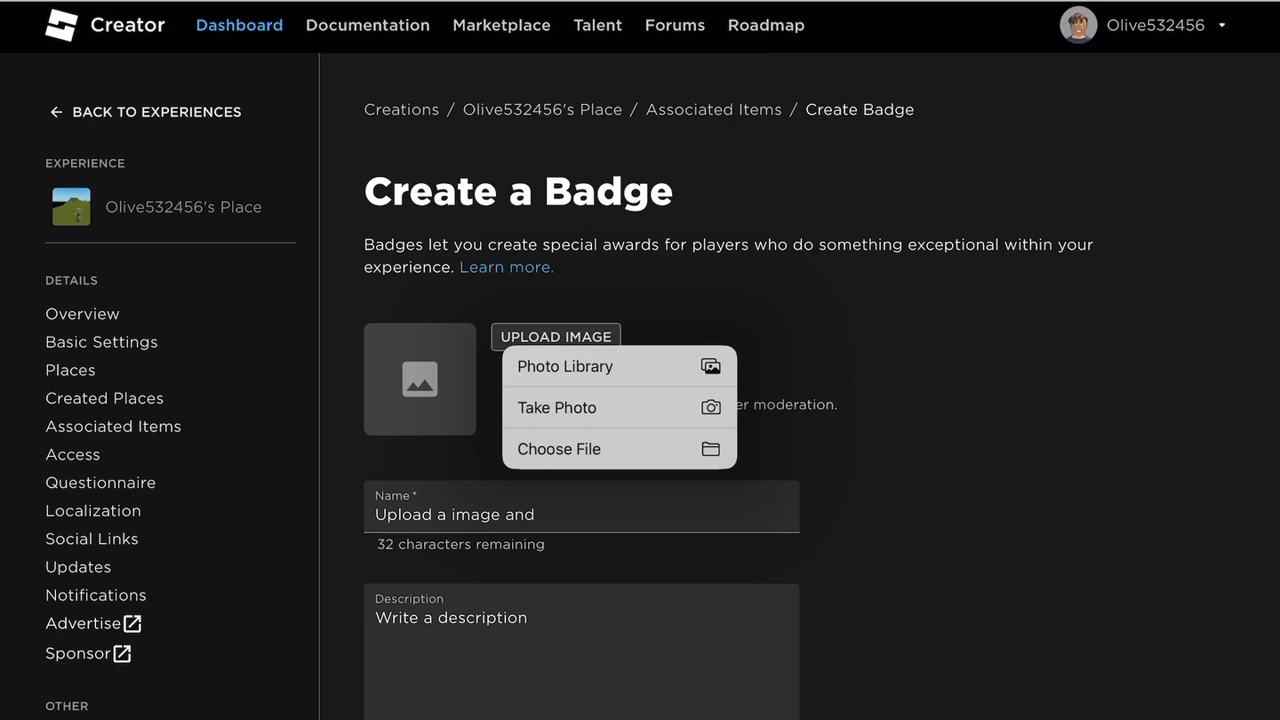 Creator Dashboard Documentation Marketplace Talent Forums Roadmap Olive532456
BACK TO EXPERIENCES
EXPERIENCE
Olive532456's Place
DETAILS
Overview
Basic Settings
Places
Created Places
Associated Items
Access
Questionnaire
Localization
Social Links
Updates
Notifications
Advertise
Sponsor
OTHER
Creations / Olive532456's Place / Associated Items / Create Badge
Create a Badge
Badges let you create special awards for players who do something exceptional within your
experience. Learn more.
UPLOAD IMAGE
Photo Library
Take Photo
er moderation.
Choose File
Name *
Upload a image and
32 characters remaining
Description
Write a description